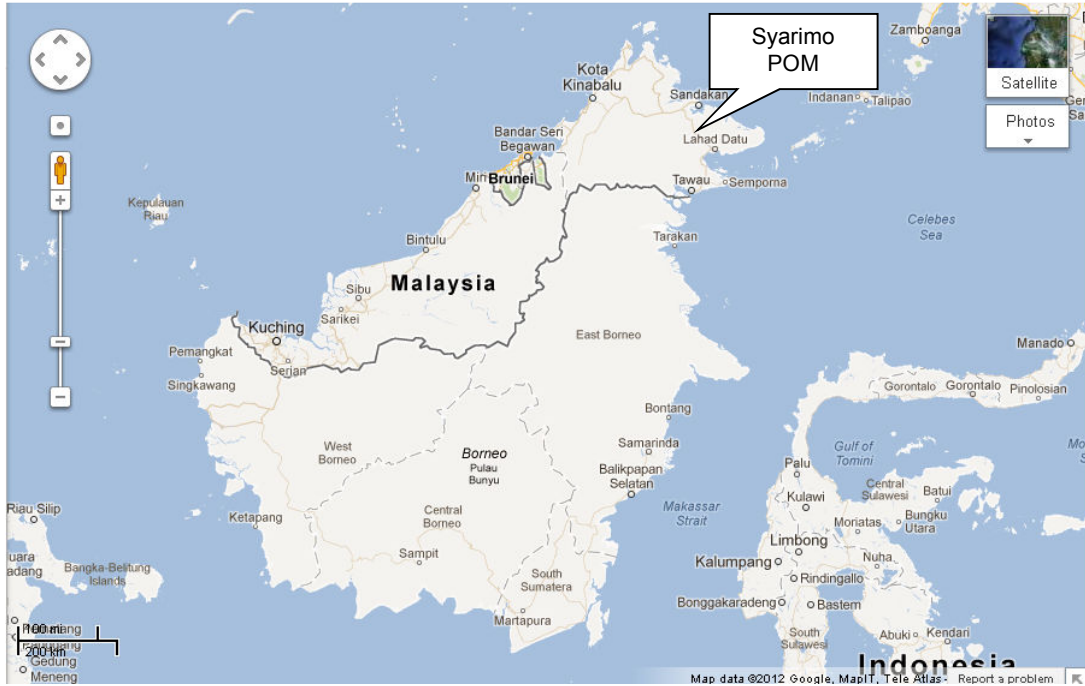 Zamboanga
Syarimo
POM
Satellite
Kota
Kinabalu
Sandakan
Indanan
Talipao
Photos
Bandar Seri
Begawan
Lahad Datu
Brunei
Tawau
Semporna
Kepulauan
Riau
Celebes
Sea
Bintulu
Tarakan
Malaysia
Sibu
Sarikei
Kuching
East Borneo
Serian
Pemangkat
Singkawang
Manado
Gorontalo
Gorontalo
Pinolosian
Bontang
West
Borneo
Borneo
Pulau
Bunyu
Samarinda
Balikpapan
Selatan
Gulf of
Tomini
Palu
Kulawi
Central
Sulawesi
Batui
Riau Silip
Ketapang
Central
Borneo
Makassar
Strait
Moriatas
Bungku
Utara
Limbong
Sampit
Kalumpang
Nuha
Bangka-Belitung
Islands
South
Sumatera
Rindingallo
Bonggakaradeng
Bastem
Martapura
South
Sulawesi
Abuki
Kendari
100 mi
200 km
Gedung
Meneng
Indonesia
Map data ©2012 Google, MapIT, Tele Atlas -
Report a problem